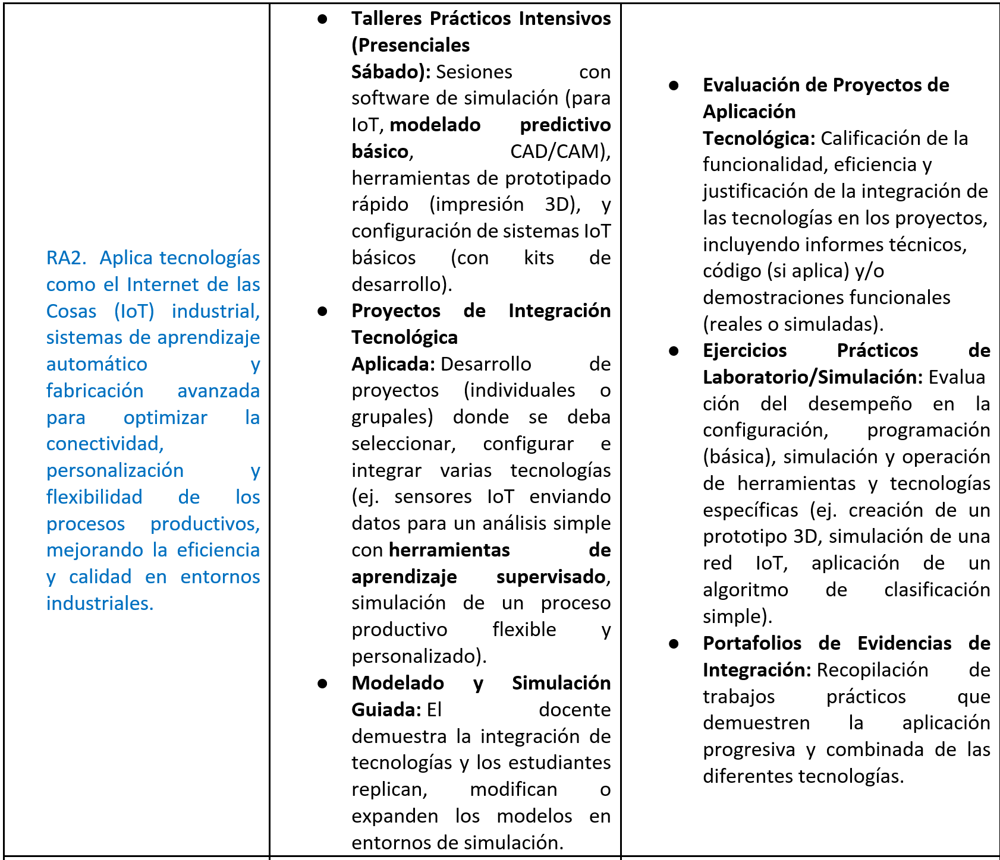 RA2. Aplica tecnologías
como el Internet de las
Cosas (IoT) industrial,
sistemas de aprendizaje
automático y
fabricación avanzada
para optimizar la
conectividad,
personalización y
flexibilidad de los
procesos productivos,
mejorando la eficiencia
y calidad en entornos
industriales.
● Talleres Prácticos Intensivos
(Presenciales
Sábado): Sesiones con
software de simulación (para
IoT, modelado predictivo
básico, CAD/CAM),
herramientas de prototipado
rápido (impresión 3D), y
configuración de sistemas IoT
básicos (con kits de
desarrollo).
● Proyectos de Integración
Tecnológica
Aplicada: Desarrollo de
proyectos (individuales o
grupales) donde se deba
seleccionar, configurar e
integrar varias tecnologías
(ej. sensores IoT enviando
datos para un análisis simple
con herramientas de
aprendizaje supervisado,
simulación de un proceso
productivo flexible y
personalizado).
● Modelado y Simulación
Guiada: El docente
demuestra la integración de
tecnologías y los estudiantes
replican, modifican o
expanden los modelos en
entornos de simulación.
● Evaluación de Proyectos de
Aplicación
Tecnológica: Calificación de la
funcionalidad, eficiencia y
justificación de la integración de
las tecnologías en los proyectos,
incluyendo informes técnicos,
código (si aplica) y/o
demostraciones funcionales
(reales o simuladas).
● Ejercicios Prácticos de
Laboratorio/Simulación: Evalua
ción del desempeño en la
configuración, programación
(básica), simulación y operación
de herramientas y tecnologías
específicas (ej. creación de un
prototipo 3D, simulación de una
red IoT, aplicación de un
algoritmo de clasificación
simple).
● Portafolios de Evidencias de
Integración: Recopilación de
trabajos prácticos que
demuestren la aplicación
progresiva y combinada de las
diferentes tecnologías.